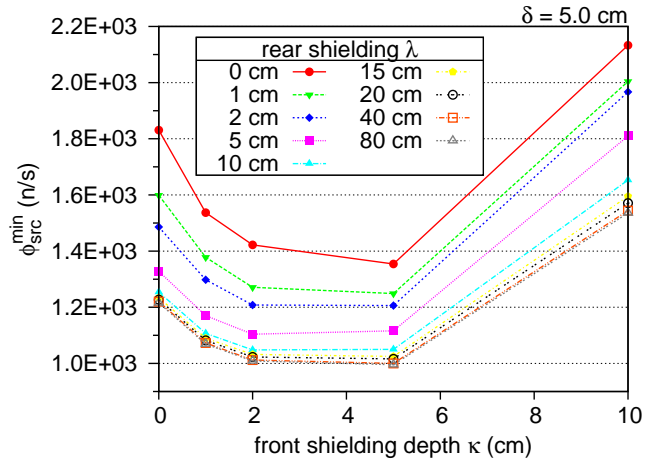 δ = 5.0 cm
2.2E+03
2.0E+03
1.8E+03
1.6E+03
1.4E+03
1.2E+03
1.0E+03
ϕ_src^min (n/s)
rear shielding λ
0 cm 15 cm
1 cm 20 cm
2 cm 40 cm
5 cm 80 cm
10 cm
0 2 4 6 8 10
front shielding depth κ (cm)